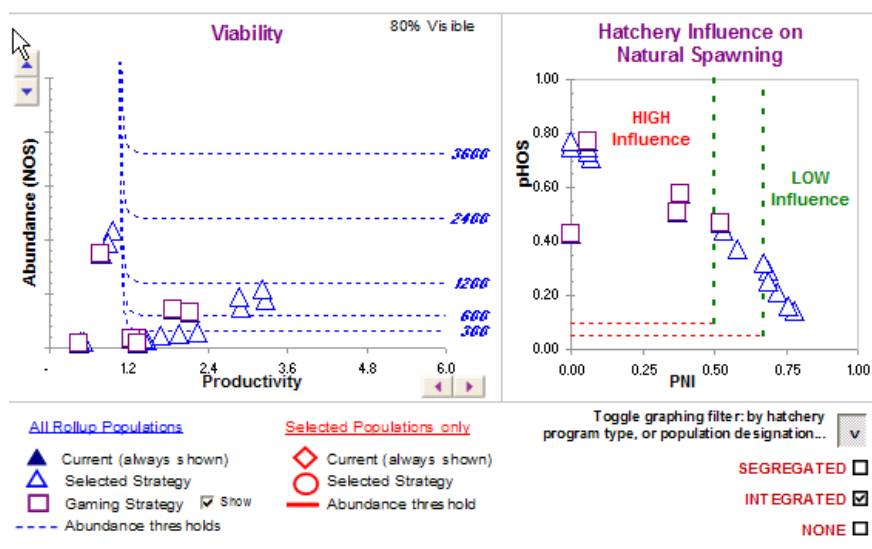 Viability
80% Visible
Abundance (NOS)
3600
2400
1200
600
300
- 1.2 2.4 3.6 4.8 6.0
Productivity
Hatchery Influence on
Natural Spawning
pHOS
1.00
0.80
0.60
0.40
0.20
0.00
HIGH
Influence
LOW
Influence
0.00 0.25 0.50 0.75 1.00
PNI
All Rollup Populations
Current (always shown)
Selected Strategy
Gaming Strategy Show
Abundance thresholds
Selected Populations only
Current (always shown)
Selected Strategy
Abundance threshold
Toggle graphing filter: by hatchery
program type, or population designation... v
SEGREGATED
INTEGRATED
NONE